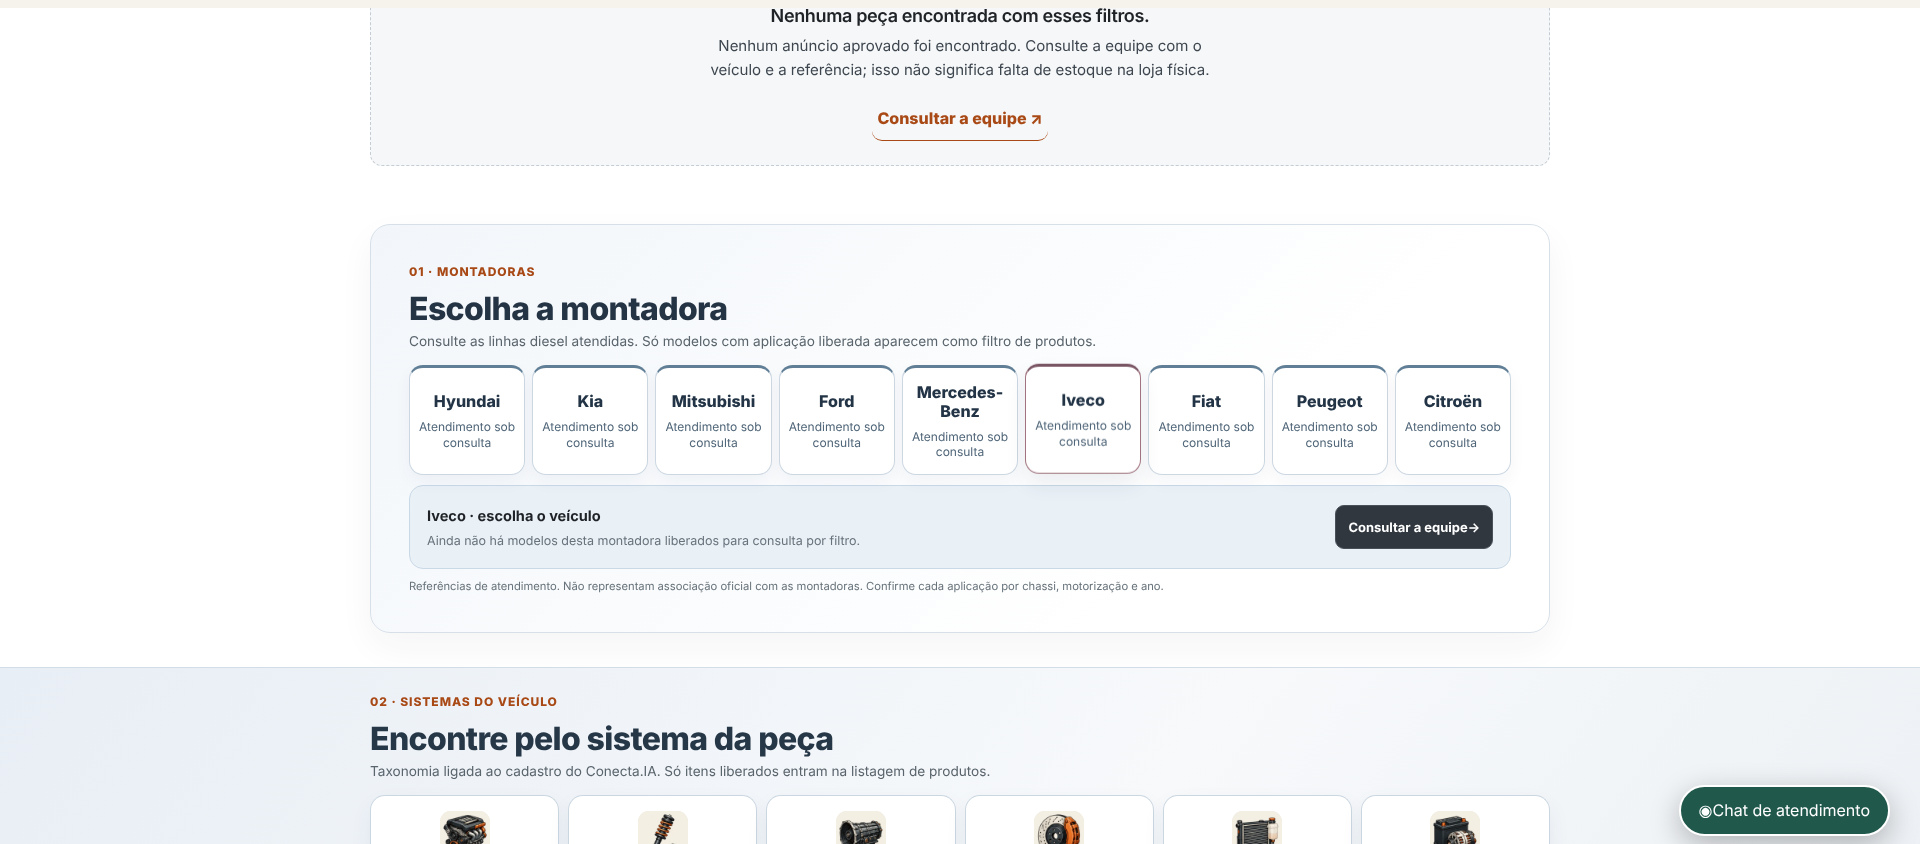 Nenhuma peça encontrada com esses filtros.
Nenhum anúncio aprovado foi encontrado. Consulte a equipe com o
veículo e a referência; isso não significa falta de estoque na loja física.
Consultar a equipe ↗
01 · MONTADORAS
Escolha a montadora
Consulte as linhas diesel atendidas. Só modelos com aplicação liberada aparecem como filtro de produtos.
Hyundai
Atendimento sob
consulta
Kia
Atendimento sob
consulta
Mitsubishi
Atendimento sob
consulta
Ford
Atendimento sob
consulta
Mercedes-
Benz
Atendimento sob
consulta
Iveco
Atendimento sob
consulta
Fiat
Atendimento sob
consulta
Peugeot
Atendimento sob
consulta
Citroën
Atendimento sob
consulta
Iveco · escolha o veículo
Ainda não há modelos desta montadora liberados para consulta por filtro.
Consultar a equipe→
Referências de atendimento. Não representam associação oficial com as montadoras. Confirme cada aplicação por chassi, motorização e ano.
02 · SISTEMAS DO VEÍCULO
Encontre pelo sistema da peça
Taxonomia ligada ao cadastro do Conecta.IA. Só itens liberados entram na listagem de produtos.
◉Chat de atendimento